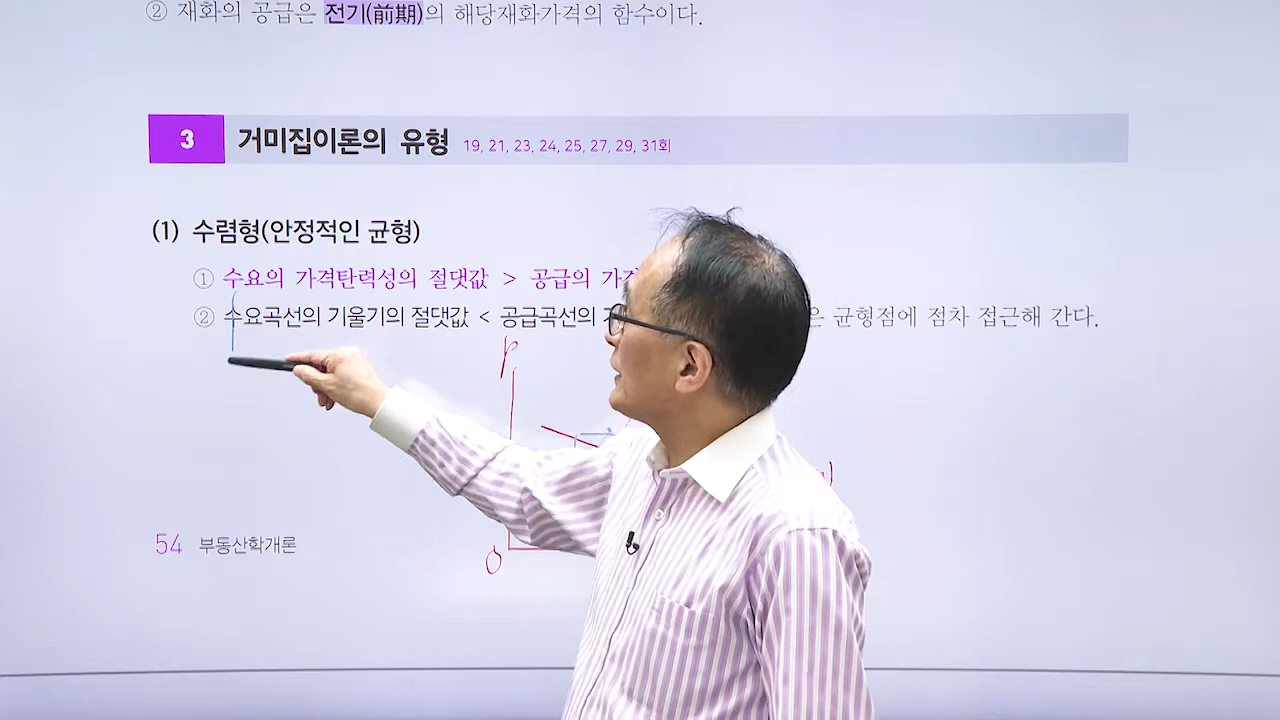 ② 재화의 공급은 전기(前期)의 해당재화가격의 함수이다.
3 거미집이론의 유형 19, 21, 23, 24, 25, 27, 29, 31회
(1) 수렴형(안정적인 균형)
① 수요의 가격탄력성의 절댓값 > 공급의
② 수요곡선의 기울기의 절댓값 < 공급곡선의 균형점에 점차 접근해 간다.
P
O
54 부동산학개론